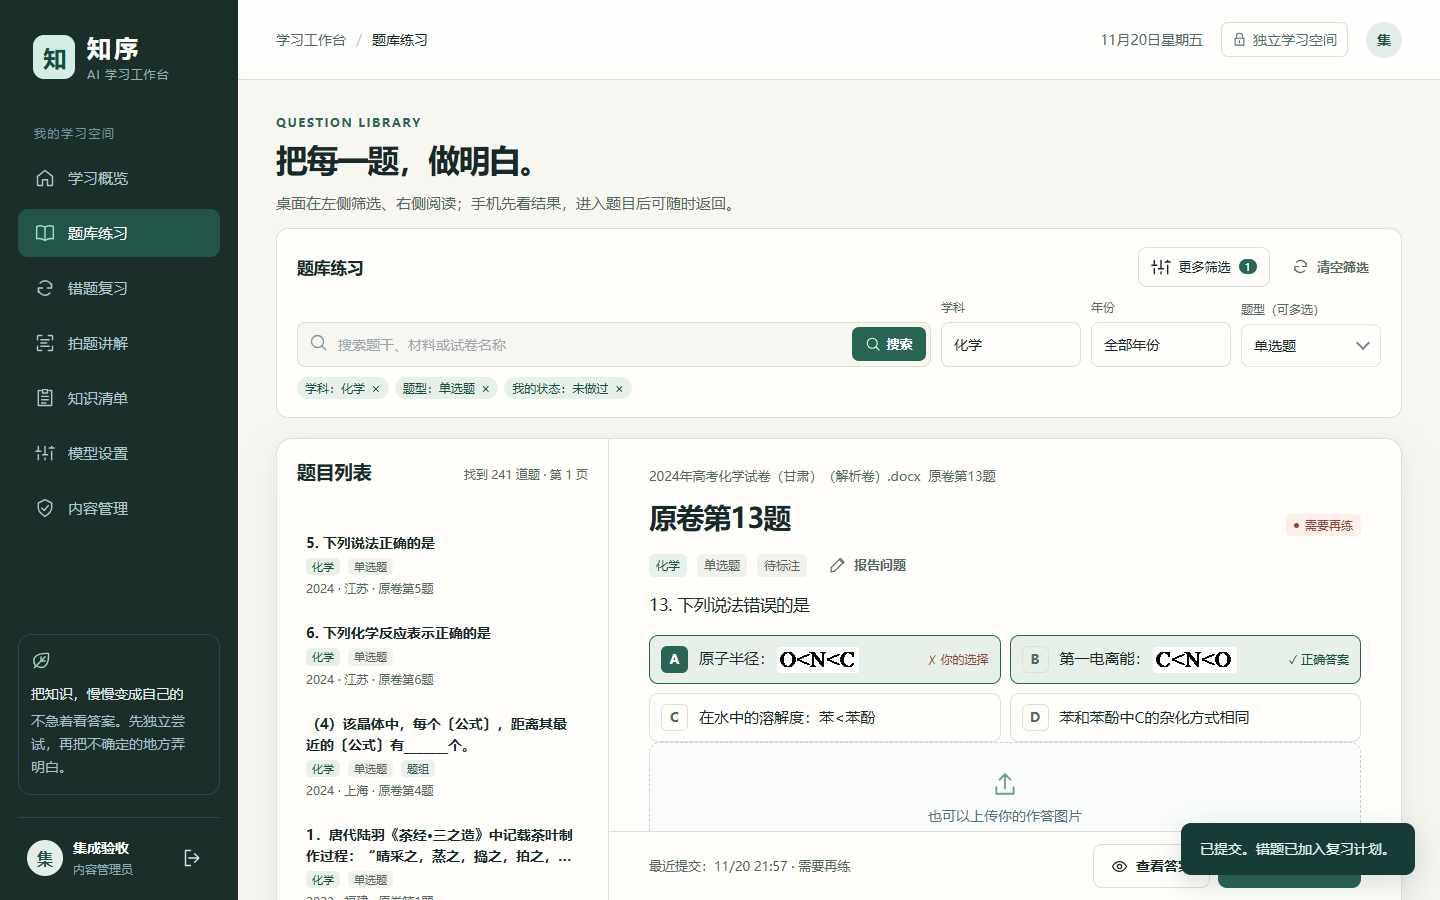 知
知序
AI 学习工作台
我的学习空间
学习概览
题库练习
错题复习
拍题讲解
知识清单
模型设置
内容管理
把知识，慢慢变成自己的
不急着看答案。先独立尝
试，再把不确定的地方弄
明白。
集
集成验收
内容管理员
学习工作台 / 题库练习
11月20日星期五
独立学习空间
集
QUESTION LIBRARY
把每一题，做明白。
桌面在左侧筛选、右侧阅读；手机先看结果，进入题目后可随时返回。
题库练习
更多筛选 1
清空筛选
搜索题干、材料或试卷名称
搜索
学科
化学
年份
全部年份
题型（可多选）
单选题
学科：化学 ×
题型：单选题 ×
我的状态：未做过 ×
题目列表
找到 241 道题 · 第 1 页
5. 下列说法正确的是
化学 单选题
2024 · 江苏 · 原卷第5题
6. 下列化学反应表示正确的是
化学 单选题
2024 · 江苏 · 原卷第6题
（4）该晶体中，每个〔公式〕，距离其最
近的〔公式〕有______个。
化学 单选题 题组
2024 · 上海 · 原卷第4题
1. 唐代陆羽《茶经•三之造》中记载茶叶制
作过程：“晴采之，蒸之，捣之，拍之，...
化学 单选题
2024年高考化学试卷（甘肃）（解析卷）.docx 原卷第13题
原卷第13题
需要再练
化学 单选题 待标注 报告问题
13. 下列说法错误的是
A 原子半径： O<N<C ✗ 你的选择
B 第一电离能： C<N<O ✓ 正确答案
C 在水中的溶解度：苯<苯酚
D 苯和苯酚中C的杂化方式相同
也可以上传你的作答图片
最近提交：11/20 21:57 · 需要再练
查看答
已提交。错题已加入复习计划。